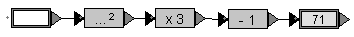 ... ² x 3 - 1 71